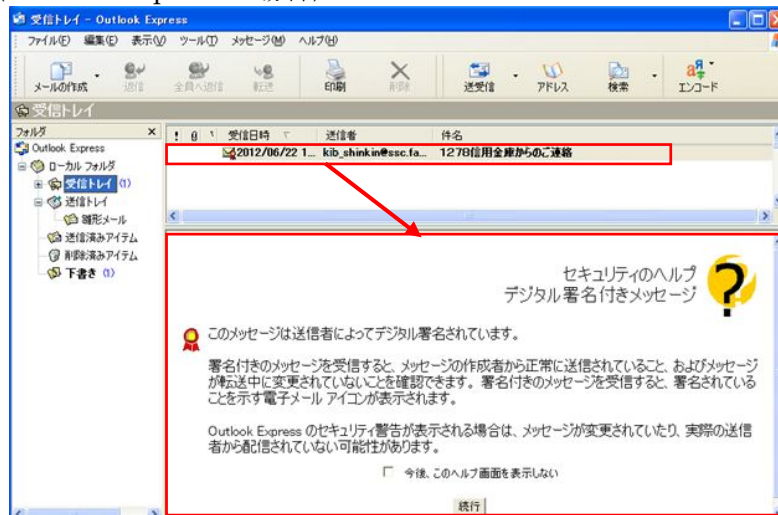 受信トレイ - Outlook Express
ファイル(F) 編集(E) 表示(V) ツール(T) メッセージ(M) ヘルプ(H)
メールの作成 返信 全員へ返信 転送 印刷 削除 送受信 アドレス 検索 エンコード
受信トレイ
フォルダ ×
! 受信日時 送信者 件名
Outlook Express
2012/06/22 1... kib_shinkin@ssc.fa... 1278信用金庫からのご連絡
ローカル フォルダ
受信トレイ (1)
送信トレイ
雛形メール
送信済みアイテム
削除済みアイテム
下書き (1)
セキュリティのヘルプ
デジタル署名付きメッセージ
このメッセージは送信者によってデジタル署名されています。
署名付きのメッセージを受信すると、メッセージの作成者から正常に送信されていること、およびメッセージ
が転送中に変更されていないことを確認できます。署名付きのメッセージを受信すると、署名されている
ことを示す電子メール アイコンが表示されます。
Outlook Express のセキュリティ警告が表示される場合は、メッセージが変更されていたり、実際の送信
者から配信されていない可能性があります。
今後、このヘルプ画面を表示しない
続行